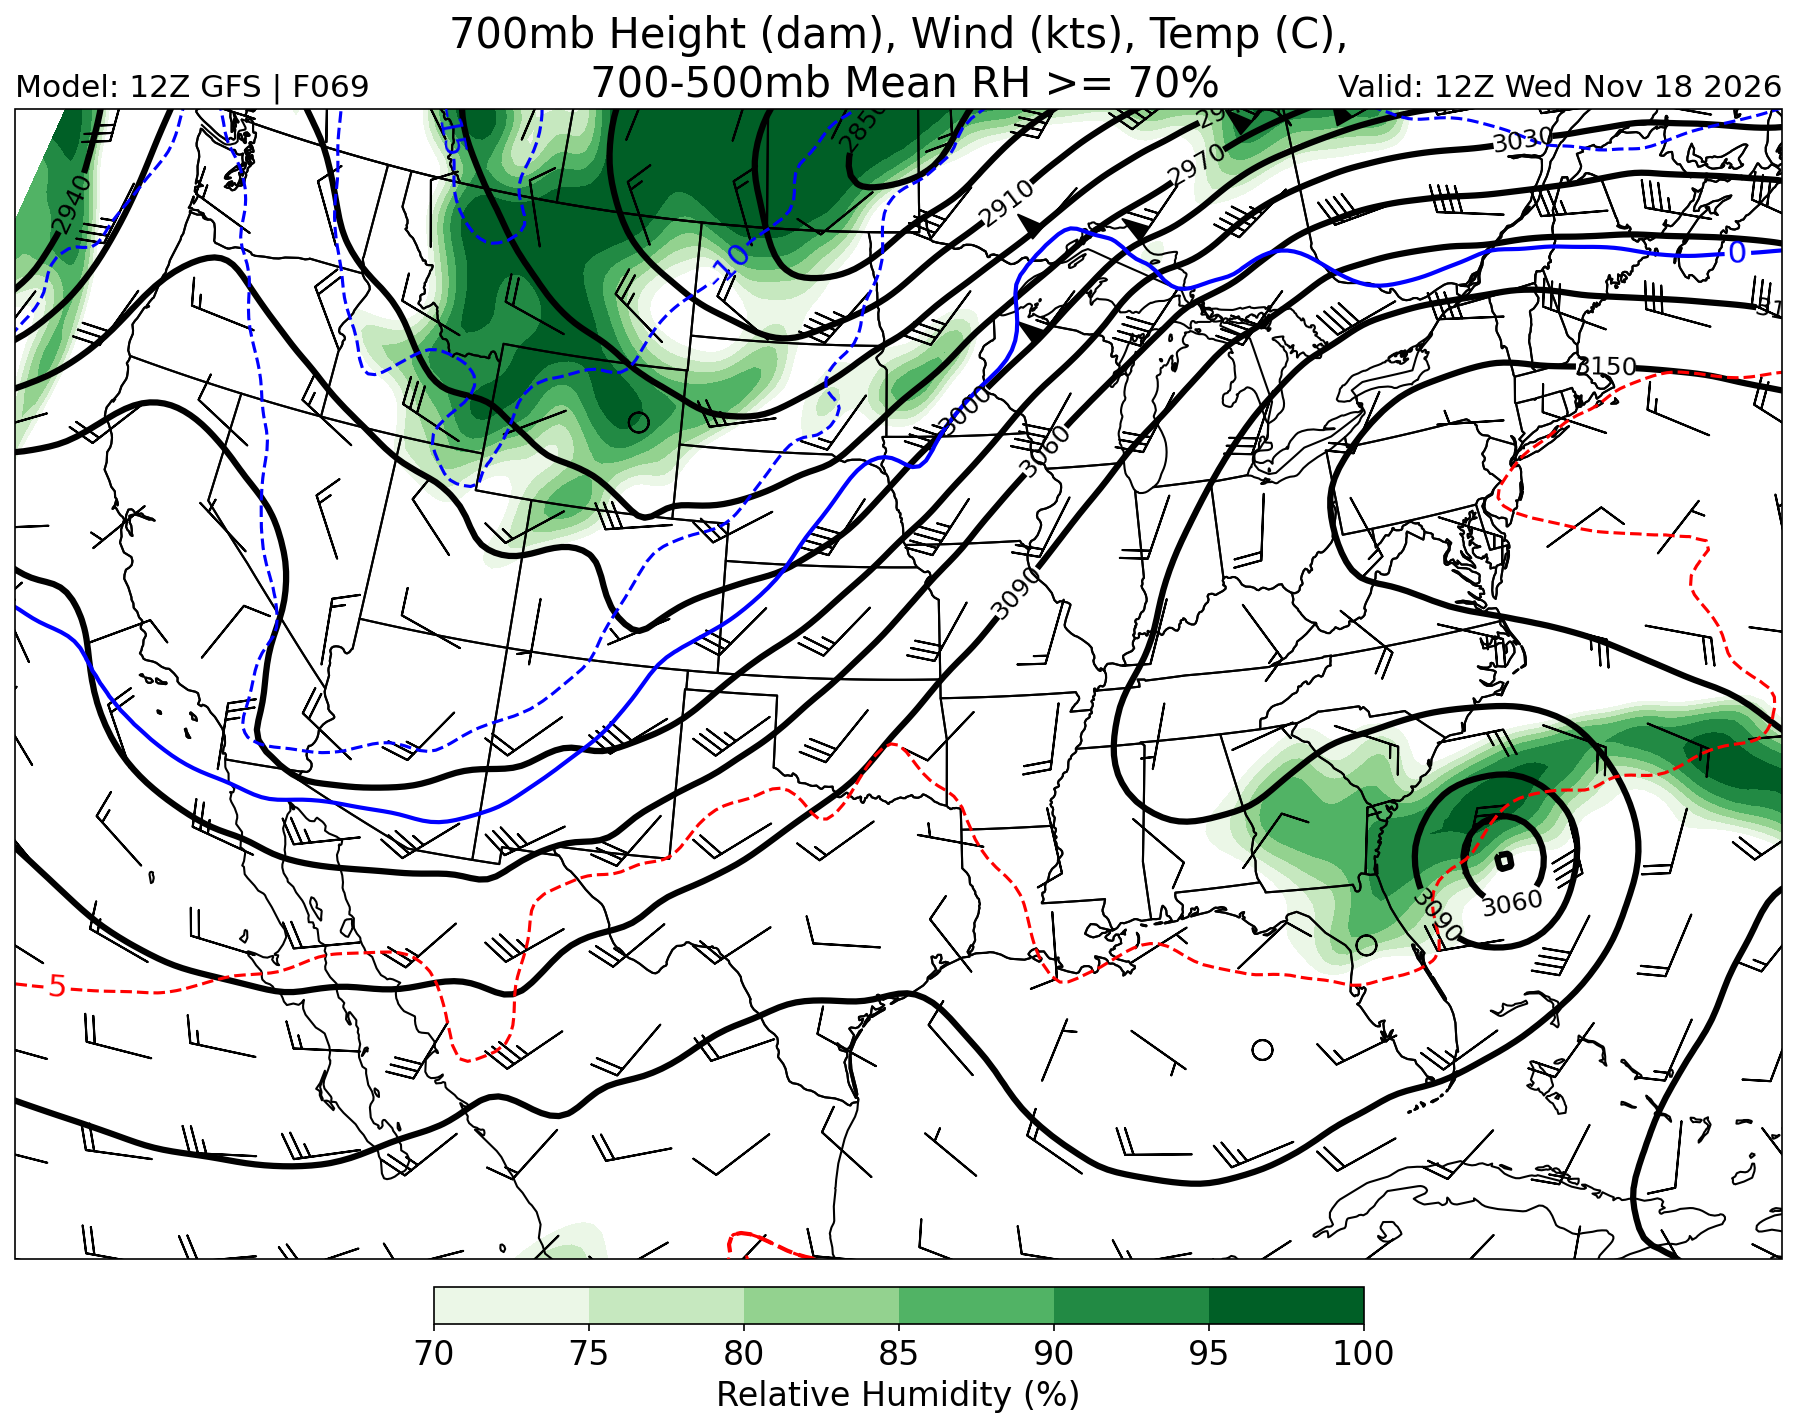 700mb Height (dam), Wind (kts), Temp (C),
700-500mb Mean RH >= 70%
Model: 12Z GFS | F069
Valid: 12Z Wed Nov 18 2026
-15
2850
3030
2940
2970
2910
-10
0
3150
3000
3060
3090
3060
3090
5
70 75 80 85 90 95 100
Relative Humidity (%)